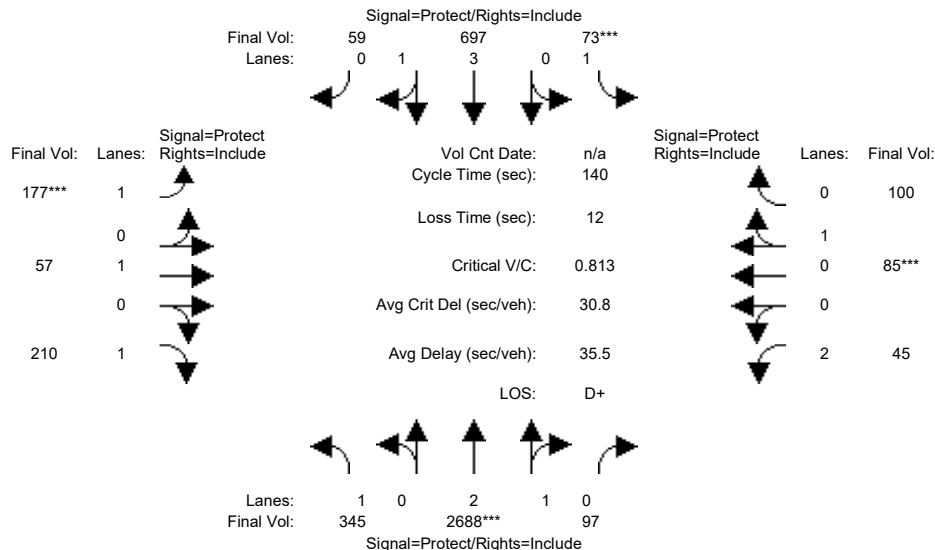 Signal=Protect/Rights=Include
Final Vol: 59 697 73***
Lanes: 0 1 3 0 1
Signal=Protect Signal=Protect
Final Vol: Lanes: Rights=Include Vol Cnt Date: n/a Rights=Include Lanes: Final Vol:
Cycle Time (sec): 140
177*** 1 0 100
Loss Time (sec): 12
0 1
57 1 Critical V/C: 0.813 0 85***
0 Avg Crit Del (sec/veh): 30.8 0
210 1 Avg Delay (sec/veh): 35.5 2 45
LOS: D+
Lanes: 1 0 2 1 0
Final Vol: 345 2688*** 97
Signal=Protect/Rights=Include